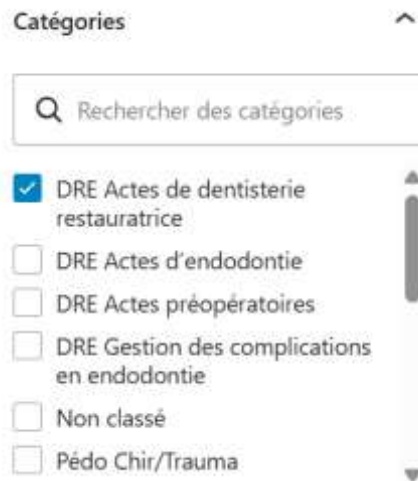 Catégories
Rechercher des catégories
DRE Actes de dentisterie
restauratrice
DRE Actes d'endodontie
DRE Actes préopératoires
DRE Gestion des complications
en endodontie
Non classé
Pédo Chir/Trauma